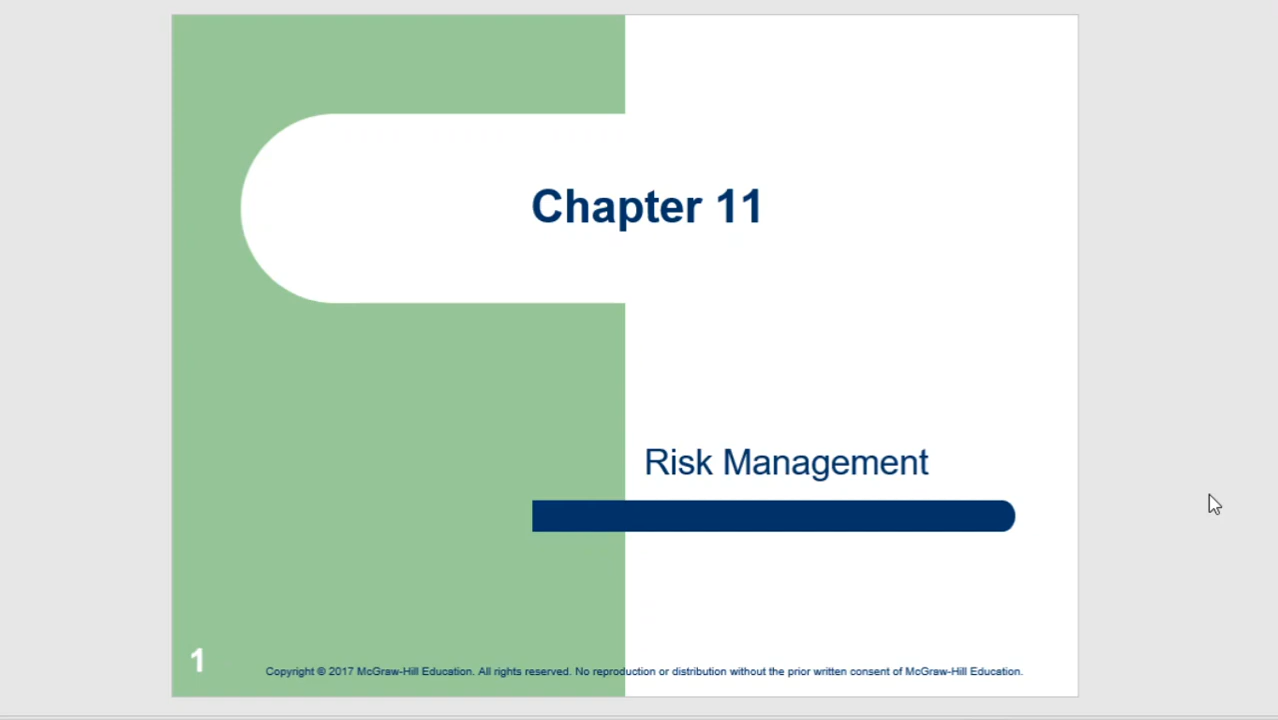 Chapter 11
Risk Management
1
Copyright © 2017 McGraw-Hill Education. All rights reserved. No reproduction or distribution without the prior written consent of McGraw-Hill Education.